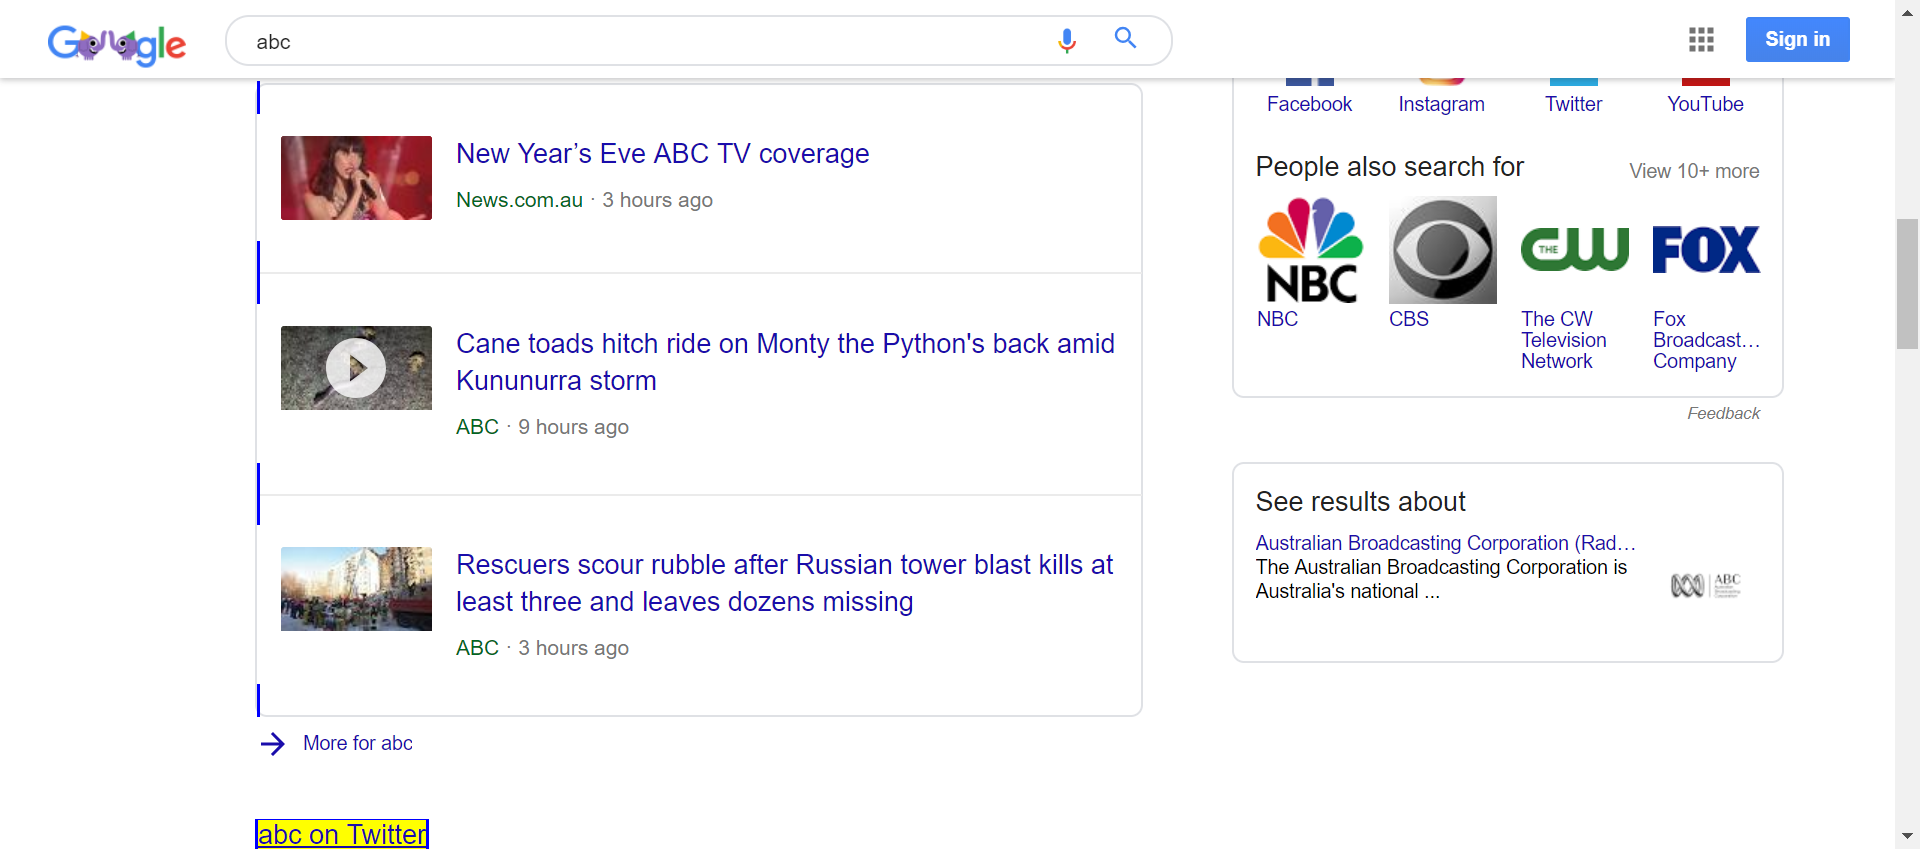 Google
abc
Sign in
New Year’s Eve ABC TV coverage
News.com.au · 3 hours ago
Cane toads hitch ride on Monty the Python's back amid
Kununurra storm
ABC · 9 hours ago
Rescuers scour rubble after Russian tower blast kills at
least three and leaves dozens missing
ABC · 3 hours ago
More for abc
abc on Twitter
Facebook Instagram Twitter YouTube
People also search for View 10+ more
NBC
THE CW
FOX
NBC
CBS
The CW
Television
Network
Fox
Broadcast...
Company
Feedback
See results about
Australian Broadcasting Corporation (Rad...
The Australian Broadcasting Corporation is
Australia's national ...
ABC